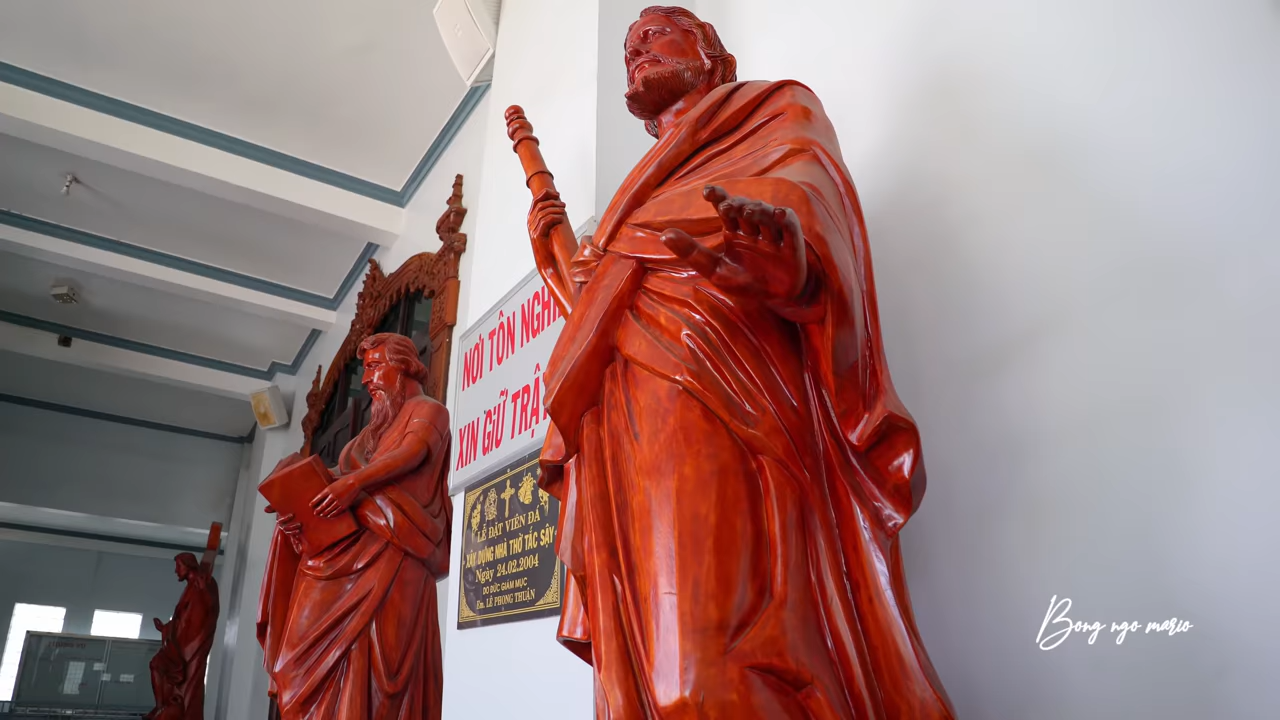 NƠI TÔN NGHI
XIN GIỮ TRẬ
LỄ ĐẶT VIÊN ĐÁ
XÂY DỰNG NHÀ THỜ TẮC SẬY
Ngày 24.02.2004
DO ĐỨC GIÁM MỤC
Em. LÊ PHONG THUẬN
Bong ngo mario